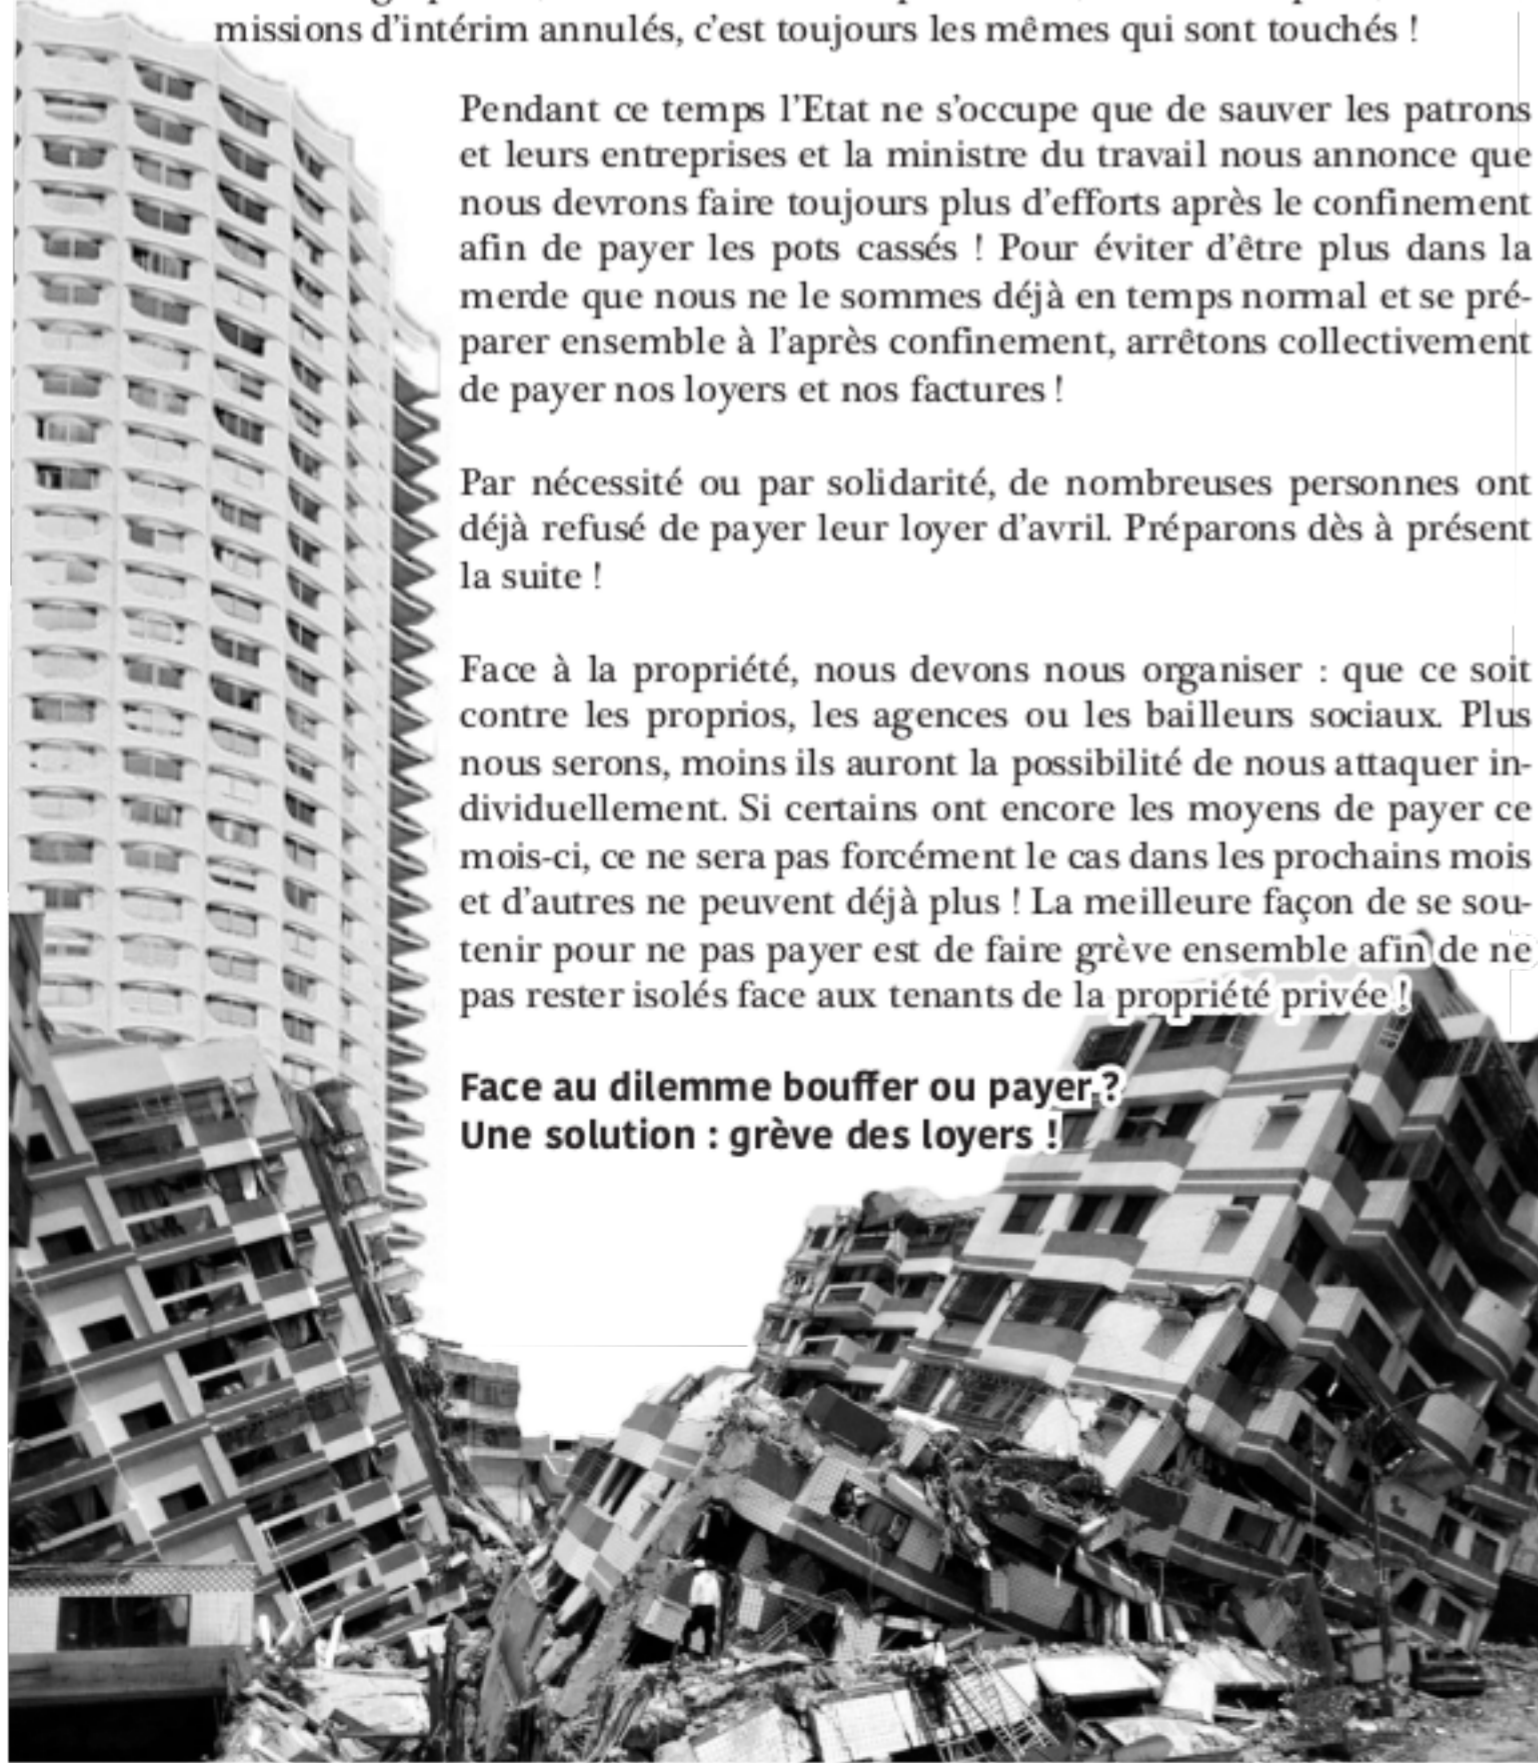 missions d'intérim annulés, c'est toujours les mêmes qui sont touchés !
Pendant ce temps l'Etat ne s'occupe que de sauver les patrons
et leurs entreprises et la ministre du travail nous annonce que
nous devrons faire toujours plus d'efforts après le confinement
afin de payer les pots cassés ! Pour éviter d'être plus dans la
merde que nous ne le sommes déjà en temps normal et se pré-
parer ensemble à l'après confinement, arrêtons collectivement
de payer nos loyers et nos factures !
Par nécessité ou par solidarité, de nombreuses personnes ont
déjà refusé de payer leur loyer d'avril. Préparons dès à présent
la suite !
Face à la propriété, nous devons nous organiser : que ce soit
contre les proprios, les agences ou les bailleurs sociaux. Plus
nous serons, moins ils auront la possibilité de nous attaquer in-
dividuellement. Si certains ont encore les moyens de payer ce
mois-ci, ce ne sera pas forcément le cas dans les prochains mois
et d'autres ne peuvent déjà plus ! La meilleure façon de se sou-
tenir pour ne pas payer est de faire grève ensemble afin de ne
pas rester isolés face aux tenants de la propriété privée !
Face au dilemme bouffer ou payer ?
Une solution : grève des loyers !